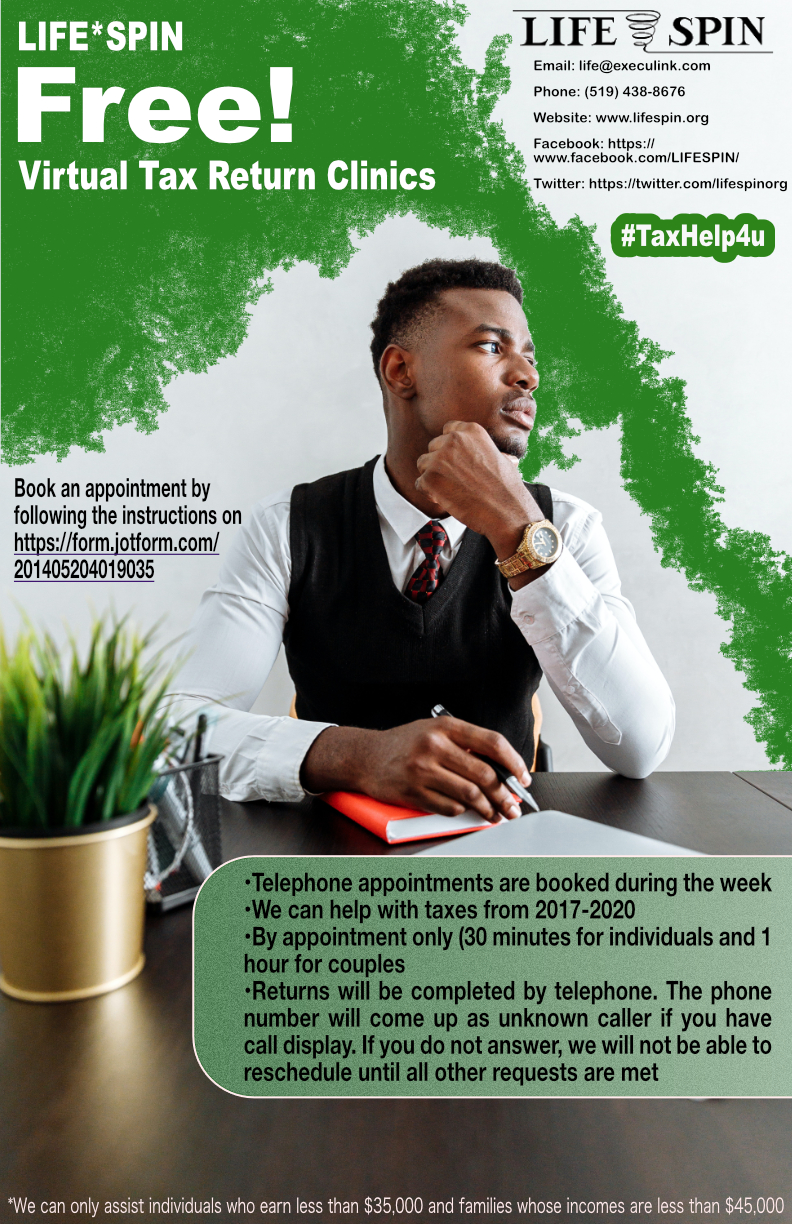 LIFE*SPIN
Free!
Virtual Tax Return Clinics
LIFE SPIN
Email: life@execulink.com
Phone: (519) 438-8676
Website: www.lifespin.org
Facebook: https://
www.facebook.com/LIFESPIN/
Twitter: https://twitter.com/lifespinorg
#TaxHelp4u
Book an appointment by
following the instructions on
https://form.jotform.com/
201405204019035
•Telephone appointments are booked during the week
•We can help with taxes from 2017-2020
•By appointment only (30 minutes for individuals and 1
hour for couples
•Returns will be completed by telephone. The phone
number will come up as unknown caller if you have
call display. If you do not answer, we will not be able to
reschedule until all other requests are met
*We can only assist individuals who earn less than $35,000 and families whose incomes are less than $45,000